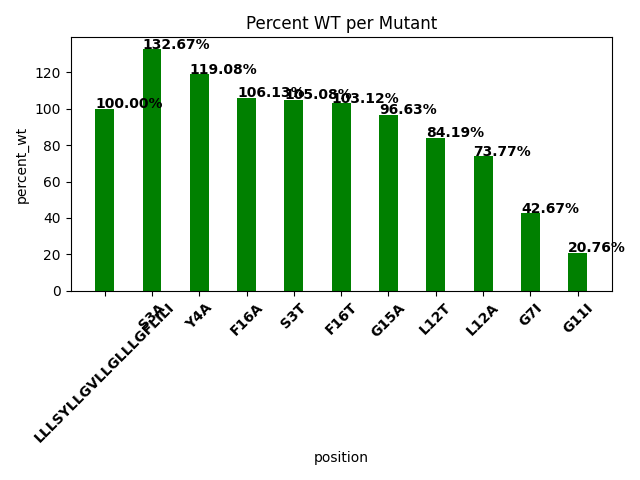 Percent WT per Mutant
percent_wt
120
100
80
60
40
20
0
100.00%
132.67%
119.08%
106.13%
105.08%
103.12%
96.63%
84.19%
73.77%
42.67%
20.76%
LLLSYLLGVLLGLLLGFLILI
S3A
Y4A
F16A
S3T
F16T
G15A
L12T
L12A
G7I
G11I
position